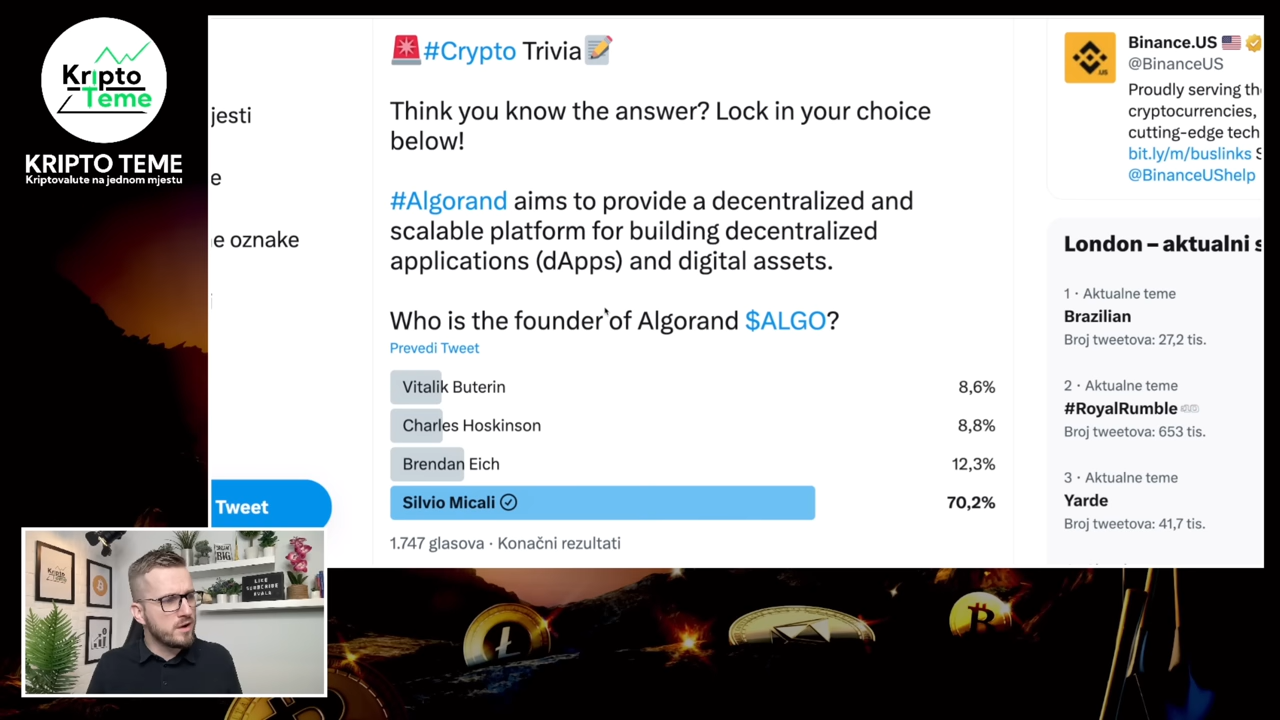 Kripto
Teme
KRIPTO TEME
Kriptovalute na jednom mjestu
jesti
e
e oznake
Tweet
🚨#Crypto Trivia📝
Think you know the answer? Lock in your choice
below!
#Algorand aims to provide a decentralized and
scalable platform for building decentralized
applications (dApps) and digital assets.
Who is the founder of Algorand $ALGO?
Prevedi Tweet
Vitalik Buterin 8,6%
Charles Hoskinson 8,8%
Brendan Eich 12,3%
Silvio Micali 70,2%
1.747 glasova · Konačni rezultati
Binance.US 🇺🇸
@BinanceUS
Proudly serving th
cryptocurrencies,
cutting-edge tech
bit.ly/m/buslinks S
@BinanceUShelp
London – aktualni s
1 · Aktualne teme
Brazilian
Broj tweetova: 27,2 tis.
2 · Aktualne teme
#RoyalRumble
Broj tweetova: 653 tis.
3 · Aktualne teme
Yarde
Broj tweetova: 41,7 tis.
LIKE
SUBSCRIBE
HVALA
BIG